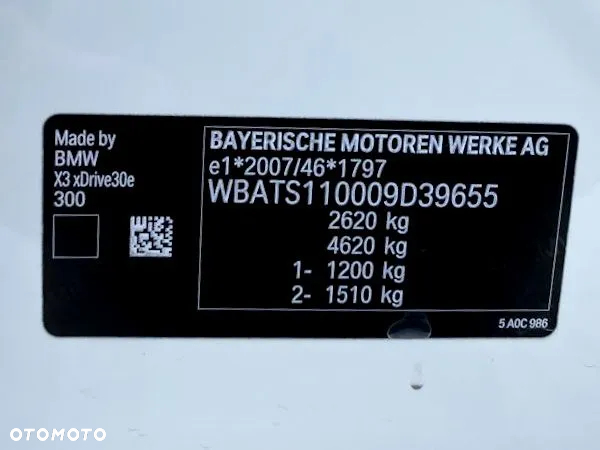 Made by
BMW
X3 xDrive30e
300
BAYERISCHE MOTOREN WERKE AG
e1*2007/46*1797
WBATS110009D39655
2620 kg
4620 kg
1- 1200 kg
2- 1510 kg
5 A0C 986
OTOMOTO